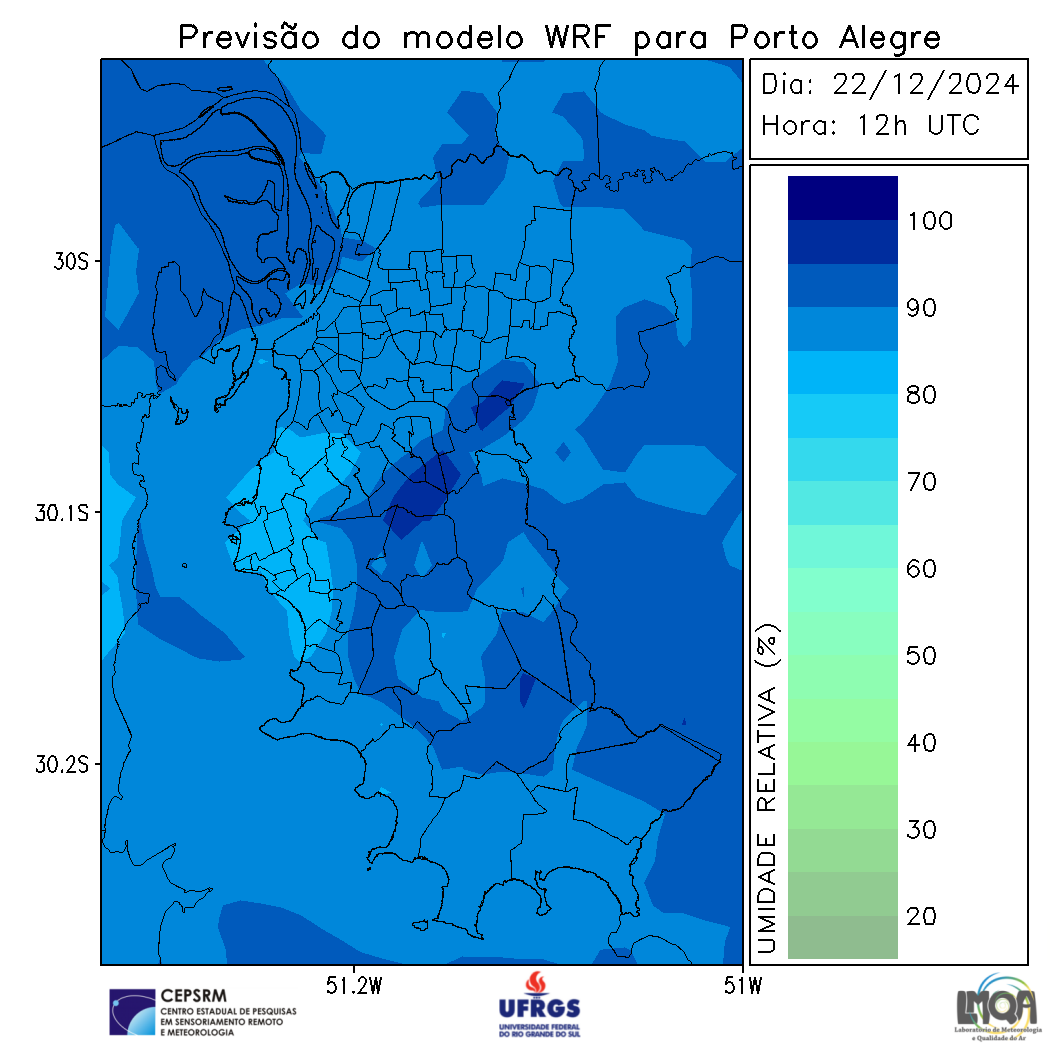 Previsão do modelo WRF para Porto Alegre
Dia: 22/12/2024
Hora: 12h UTC
30S
30.1S
30.2S
51.2W
51W
100
90
80
70
60
50
40
30
20
UMIDADE RELATIVA (%)
CEPSRM
CENTRO ESTADUAL DE PESQUISAS
EM SENSORIAMENTO REMOTO
E METEOROLOGIA
UFRGS
UNIVERSIDADE FEDERAL
DO RIO GRANDE DO SUL
LMQA
Laboratório de Meteorologia
e Qualidade do Ar